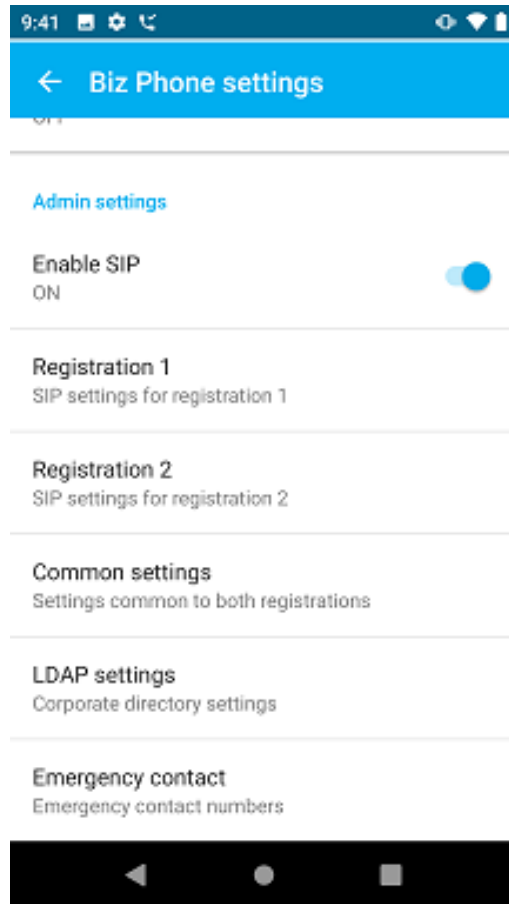 9:41
Biz Phone settings
Admin settings
Enable SIP
ON
Registration 1
SIP settings for registration 1
Registration 2
SIP settings for registration 2
Common settings
Settings common to both registrations
LDAP settings
Corporate directory settings
Emergency contact
Emergency contact numbers